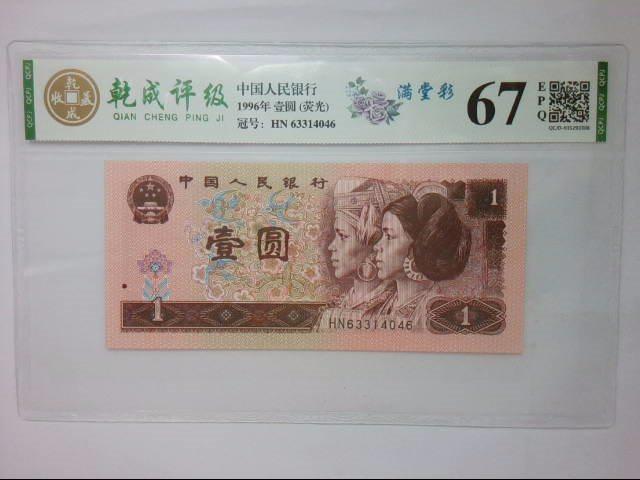 乾成評级
QIAN CHENG PING JI
中国人民银行
1996年 壹圆 (荧光)
冠号: HN 63314046
满堂彩
67
EPQ
中国人民银行
壹圆
1
1
HN63314046
1